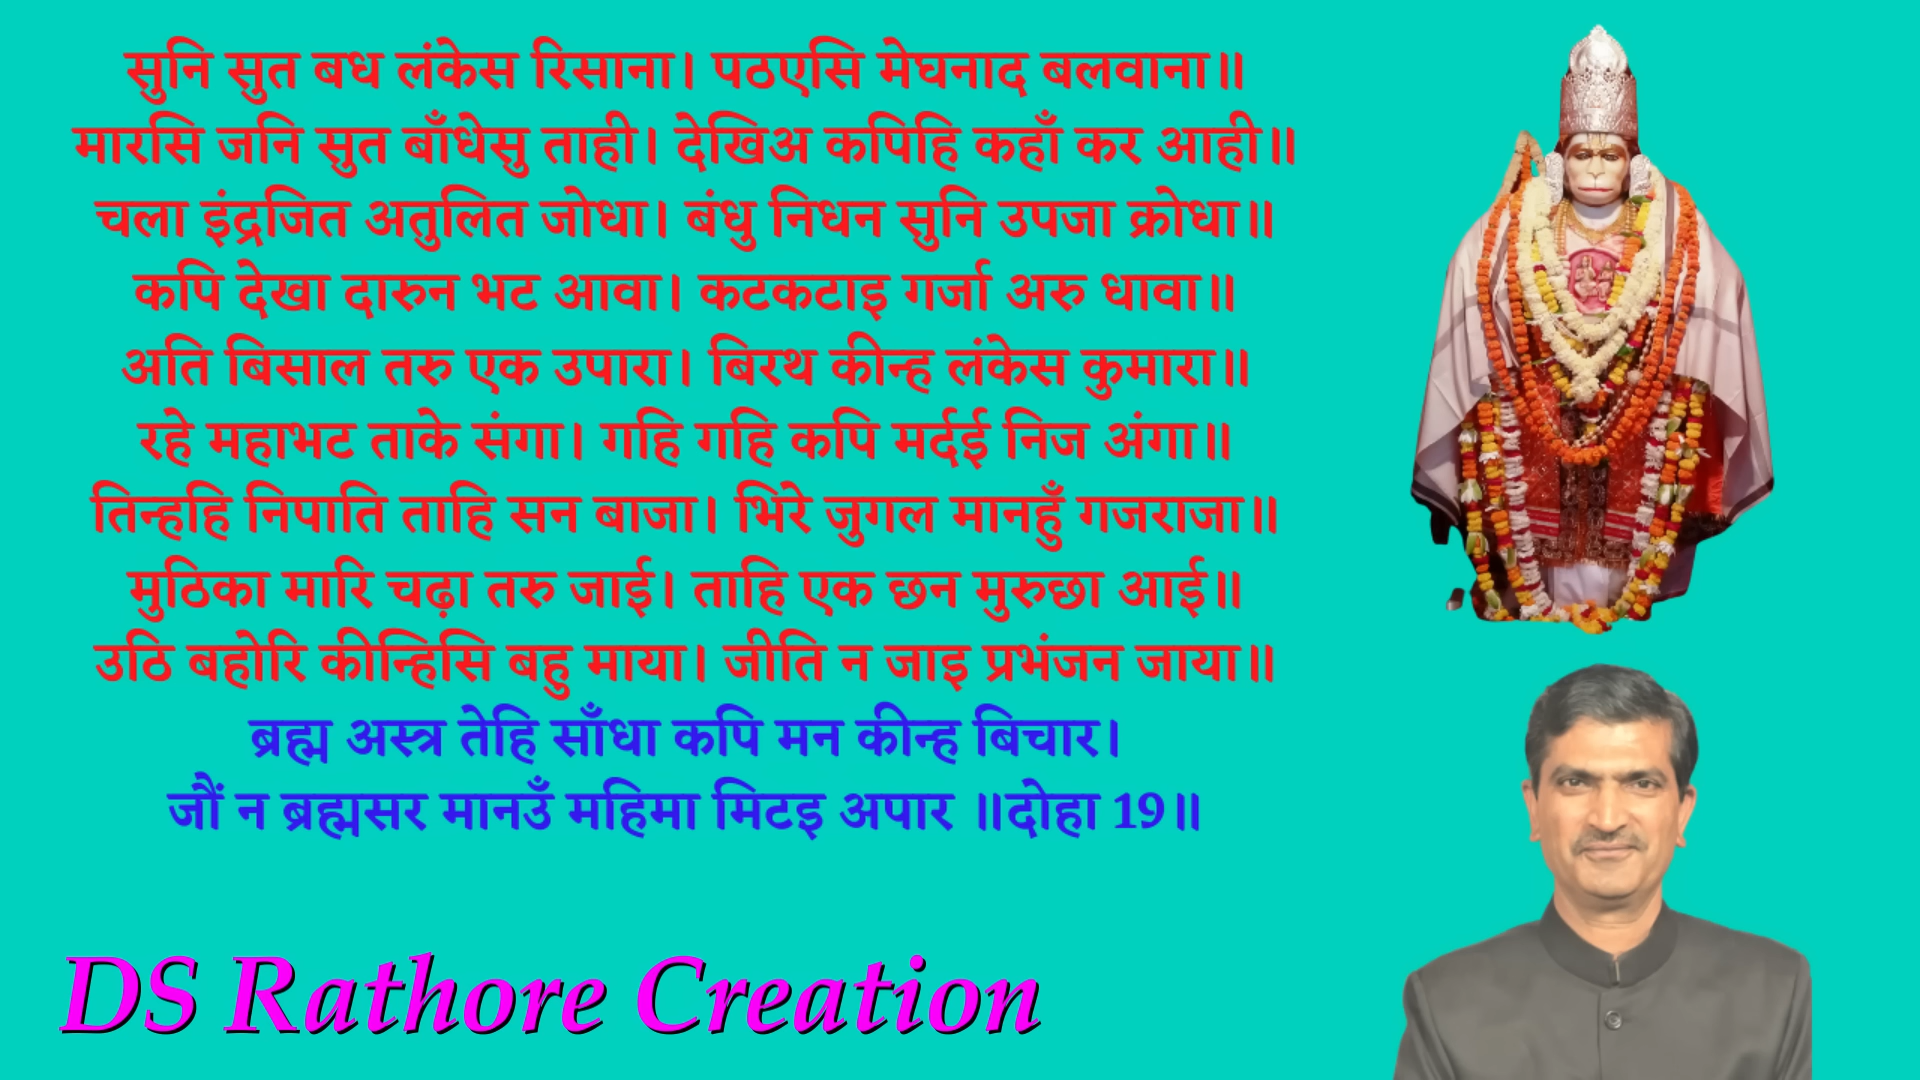 सुनि सुत बध लंकेस रिसाना। पठएसि मेघनाद बलवाना॥
मारसि जनि सुत बाँधेसु ताही। देखिअ कपिहि कहाँ कर आही॥
चला इंद्रजित अतुलित जोधा। बंधु निधन सुनि उपजा क्रोधा॥
कपि देखा दारुन भट आवा। कटकटाइ गर्जा अरु धावा॥
अति बिसाल तरु एक उपारा। बिरथ कीन्ह लंकेस कुमारा॥
रहे महाभट ताके संगा। गहि गहि कपि मर्दई निज अंगा॥
तिन्हहि निपाति ताहि सन बाजा। भिरे जुगल मानहुँ गजराजा॥
मुठिका मारि चढ़ा तरु जाई। ताहि एक छन मुरुछा आई॥
उठि बहोरि कीन्हिसि बहु माया। जीति न जाइ प्रभंजन जाया॥
ब्रह्म अस्त्र तेहि साँधा कपि मन कीन्ह बिचार।
जौं न ब्रह्मसर मानउँ महिमा मिटइ अपार ॥दोहा 19॥
DS Rathore Creation